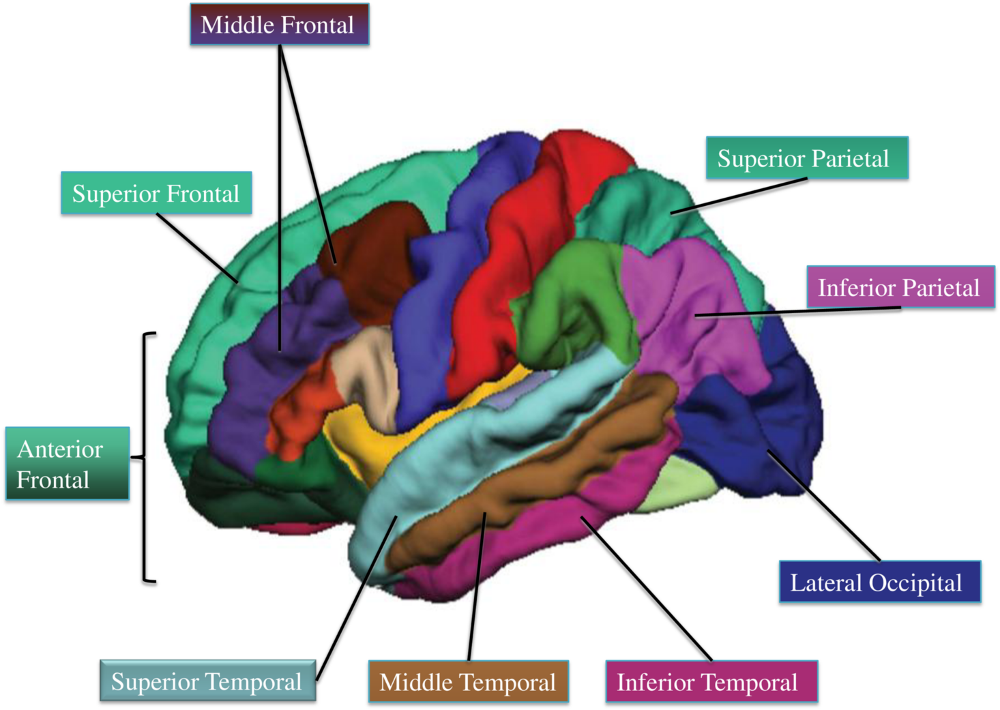 Middle Frontal
Superior Parietal
Superior Frontal
Inferior Parietal
Anterior
Frontal
Lateral Occipital
Superior Temporal
Middle Temporal
Inferior Temporal